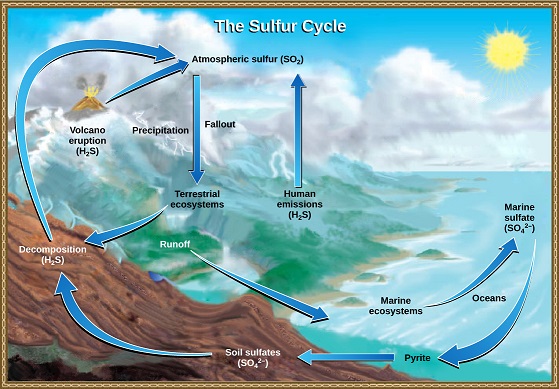 The Sulfur Cycle
Atmospheric sulfur (SO₂)
Volcano
eruption
(H₂S)
Precipitation
Fallout
Terrestrial
ecosystems
Human
emissions
(H₂S)
Marine
sulfate
(SO₄²⁻)
Decomposition
(H₂S)
Runoff
Marine
ecosystems
Oceans
Soil sulfates
(SO₄²⁻)
Pyrite